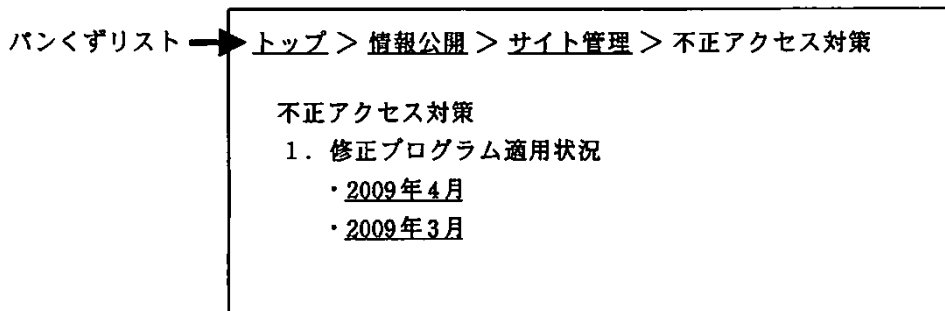 パンくずリスト トップ ＞ 情報公開 ＞ サイト管理 ＞ 不正アクセス対策
不正アクセス対策
１．修正プログラム適用状況
・2009年4月
・2009年3月